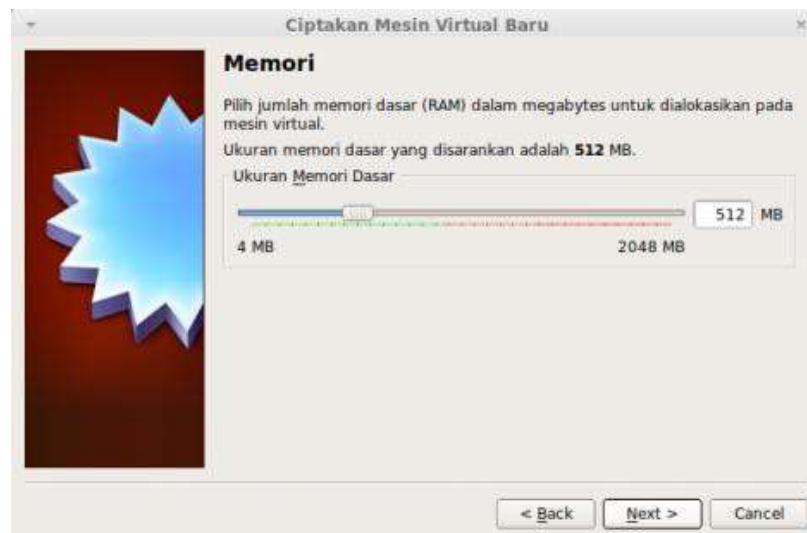 Ciptakan Mesin Virtual Baru
Memori
Pilih jumlah memori dasar (RAM) dalam megabytes untuk dialokasikan pada
mesin virtual.
Ukuran memori dasar yang disarankan adalah 512 MB.
Ukuran Memori Dasar
512 MB
4 MB 2048 MB
< Back Next > Cancel